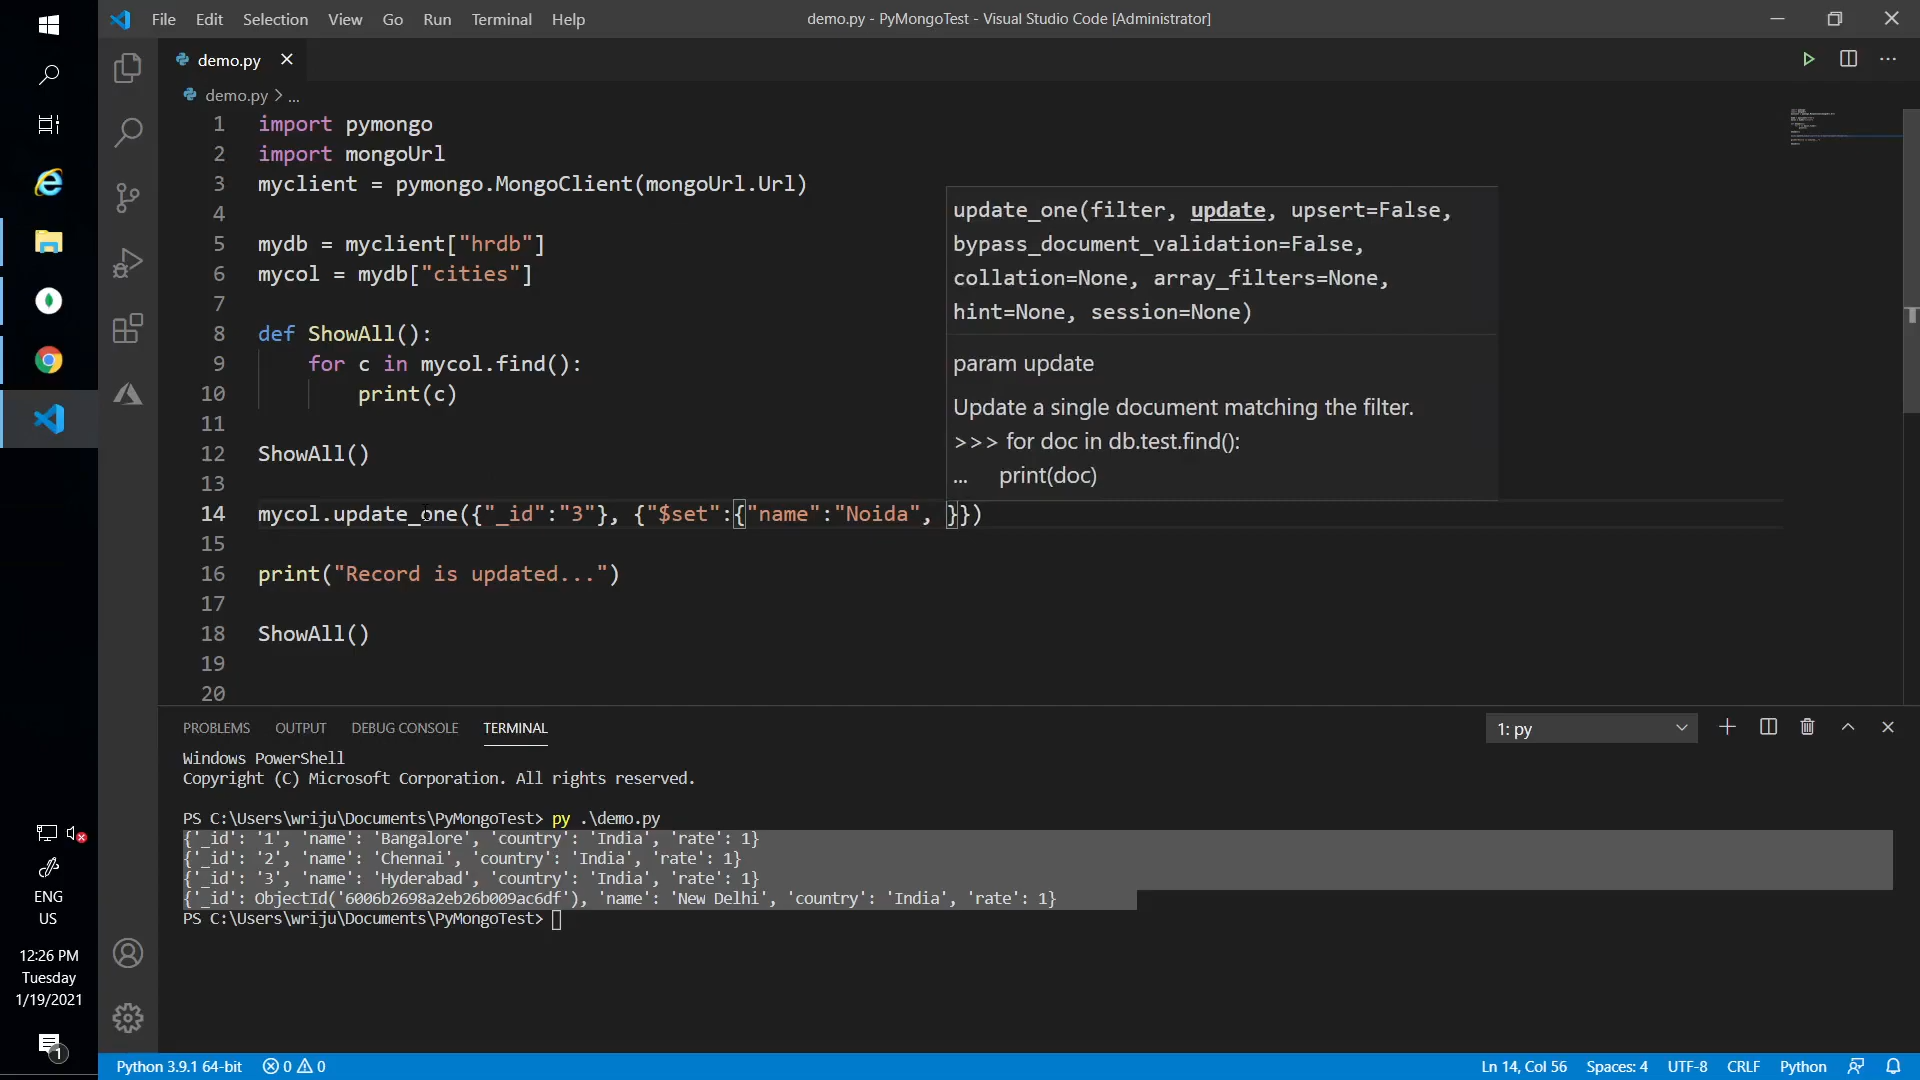 File Edit Selection View Go Run Terminal Help
demo.py - PyMongoTest - Visual Studio Code [Administrator]
demo.py
demo.py > ...
1 import pymongo
2 import mongoUrl
3 myclient = pymongo.MongoClient(mongoUrl.Url)
4
5 mydb = myclient["hrdb"]
6 mycol = mydb["cities"]
7
8 def ShowAll():
9 for c in mycol.find():
10 print(c)
11
12 ShowAll()
13
14 mycol.update_one({"_id":"3"}, {"$set":{"name":"Noida", }})
15
16 print("Record is updated...")
17
18 ShowAll()
19
20
update_one(filter, update, upsert=False,
bypass_document_validation=False,
collation=None, array_filters=None,
hint=None, session=None)
param update
Update a single document matching the filter.
>>> for doc in db.test.find():
... print(doc)
PROBLEMS OUTPUT DEBUG CONSOLE TERMINAL
1: py
Windows PowerShell
Copyright (C) Microsoft Corporation. All rights reserved.
PS C:\Users\wriju\Documents\PyMongoTest> py .\demo.py
{'_id': '1', 'name': 'Bangalore', 'country': 'India', 'rate': 1}
{'_id': '2', 'name': 'Chennai', 'country': 'India', 'rate': 1}
{'_id': '3', 'name': 'Hyderabad', 'country': 'India', 'rate': 1}
{'_id': ObjectId('6006b2698a2eb26b009ac6df'), 'name': 'New Delhi', 'country': 'India', 'rate': 1}
PS C:\Users\wriju\Documents\PyMongoTest>
ENG
US
12:26 PM
Tuesday
1/19/2021
1
Python 3.9.1 64-bit 0 0
Ln 14, Col 56 Spaces: 4 UTF-8 CRLF Python